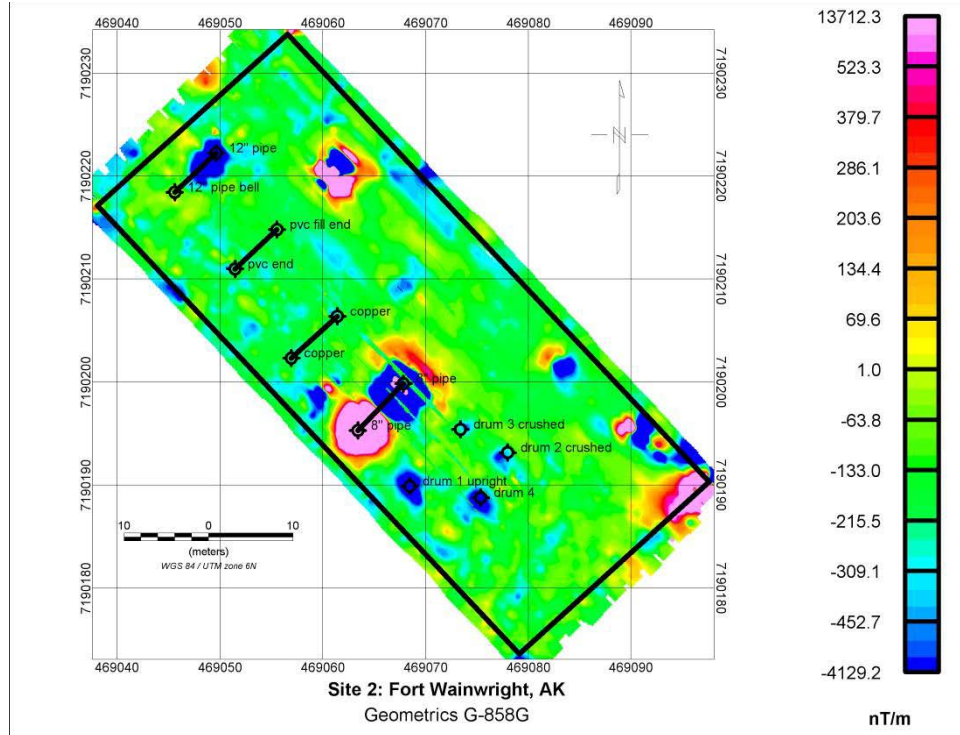 469040 469050 469060 469070 469080 469090
7190230 7190230
7190220 7190220
7190210 7190210
7190200 7190200
7190190 7190190
7190180 7190180
N
12" pipe
12" pipe bell
pvc fill end
pvc end
copper
copper
8" pipe
8" pipe
drum 3 crushed
drum 2 crushed
drum 1 upright
drum 4
10 0 10
(meters)
WGS 84 / UTM zone 6N
469040 469050 469060 469070 469080 469090
Site 2: Fort Wainwright, AK
Geometrics G-858G
13712.3
523.3
379.7
286.1
203.6
134.4
69.6
1.0
-63.8
-133.0
-215.5
-309.1
-452.7
-4129.2
nT/m